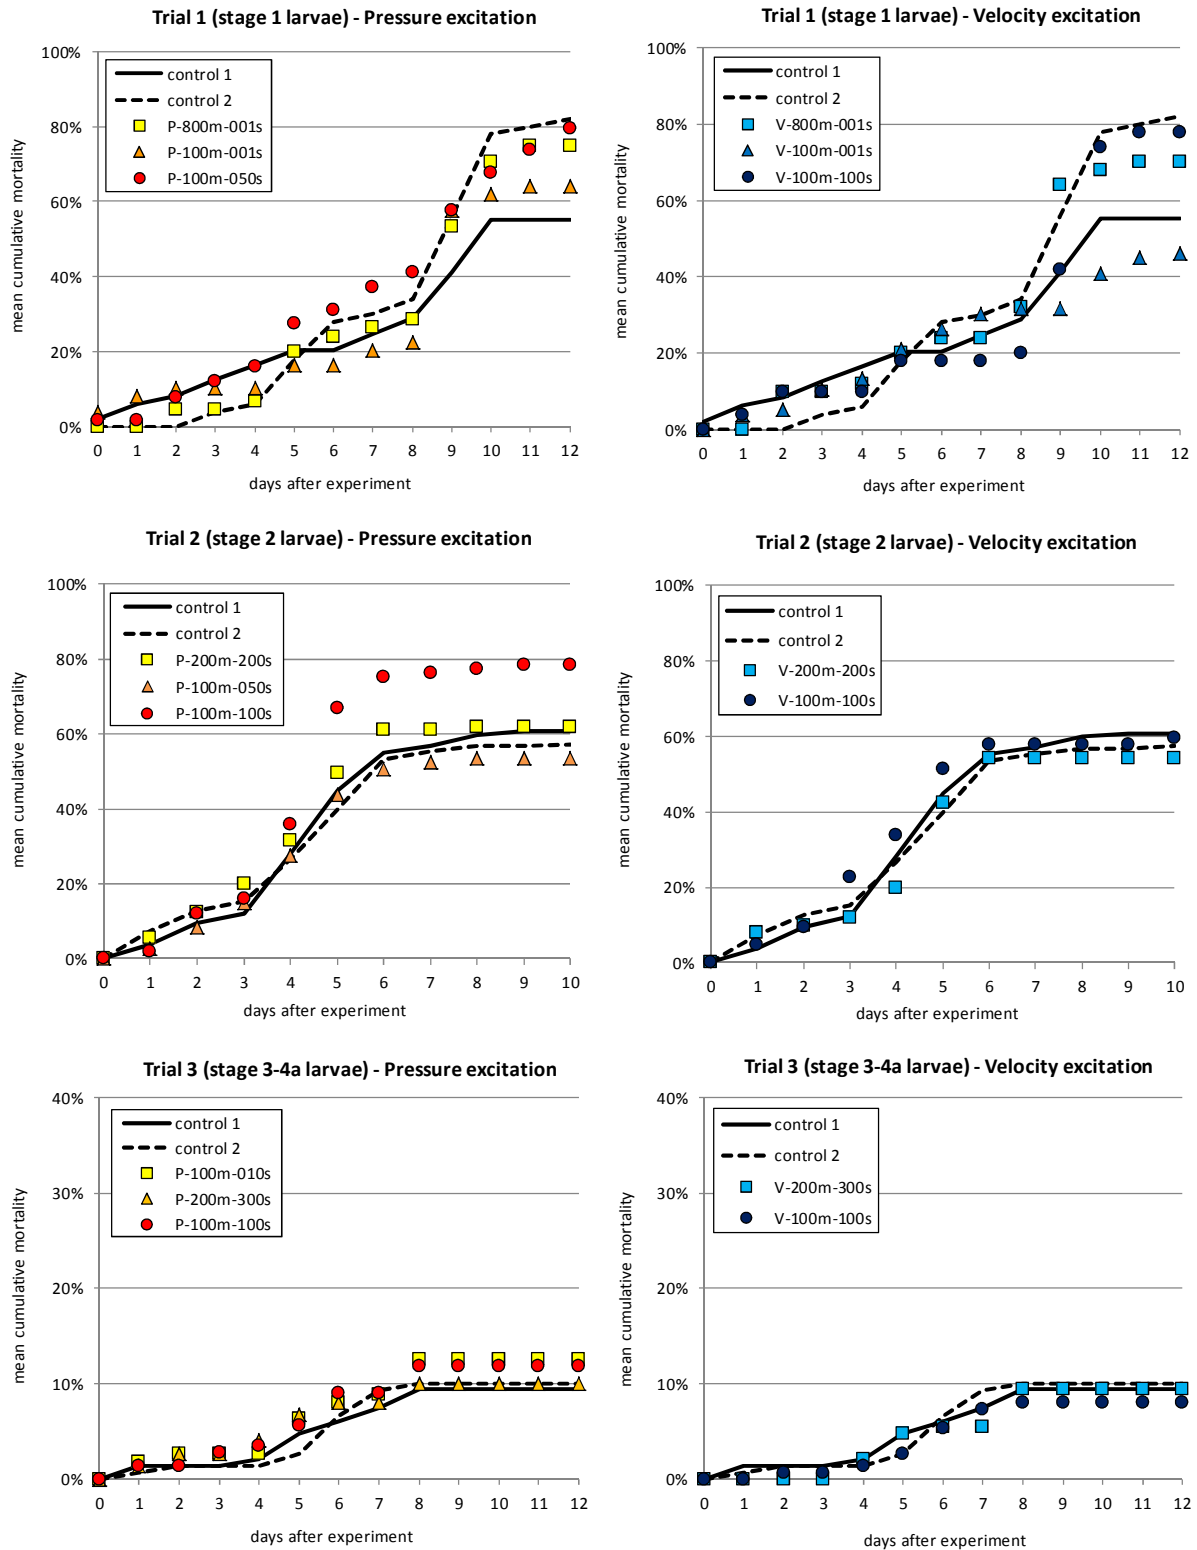 Trial 1 (stage 1 larvae) - Pressure excitation
100%
80%
60%
40%
20%
0%
mean cumulative mortality
control 1
control 2
P-800m-001s
P-100m-001s
P-100m-050s
0 1 2 3 4 5 6 7 8 9 10 11 12
days after experiment
Trial 1 (stage 1 larvae) - Velocity excitation
100%
80%
60%
40%
20%
0%
mean cumulative mortality
control 1
control 2
V-800m-001s
V-100m-001s
V-100m-100s
0 1 2 3 4 5 6 7 8 9 10 11 12
days after experiment
Trial 2 (stage 2 larvae) - Pressure excitation
100%
80%
60%
40%
20%
0%
mean cumulative mortality
control 1
control 2
P-200m-200s
P-100m-050s
P-100m-100s
0 1 2 3 4 5 6 7 8 9 10
days after experiment
Trial 2 (stage 2 larvae) - Velocity excitation
100%
80%
60%
40%
20%
0%
mean cumulative mortality
control 1
control 2
V-200m-200s
V-100m-100s
0 1 2 3 4 5 6 7 8 9 10
days after experiment
Trial 3 (stage 3-4a larvae) - Pressure excitation
40%
30%
20%
10%
0%
mean cumulative mortality
control 1
control 2
P-100m-010s
P-200m-300s
P-100m-100s
0 1 2 3 4 5 6 7 8 9 10 11 12
days after experiment
Trial 3 (stage 3-4a larvae) - Velocity excitation
40%
30%
20%
10%
0%
mean cumulative mortality
control 1
control 2
V-200m-300s
V-100m-100s
0 1 2 3 4 5 6 7 8 9 10 11 12
days after experiment